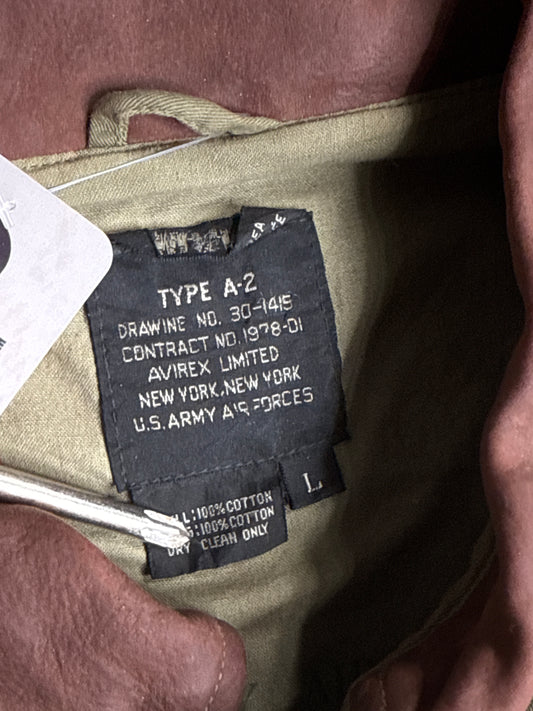 TYPE A-2
DRAWINE NO. 30-1415
CONTRACT NO. 1978-01
AVIREX LIMITED
NEW YORK, NEW YORK
U.S. ARMY AIR FORCES
L
L:100% COTTON
:100% COTTON
DRY CLEAN ONLY